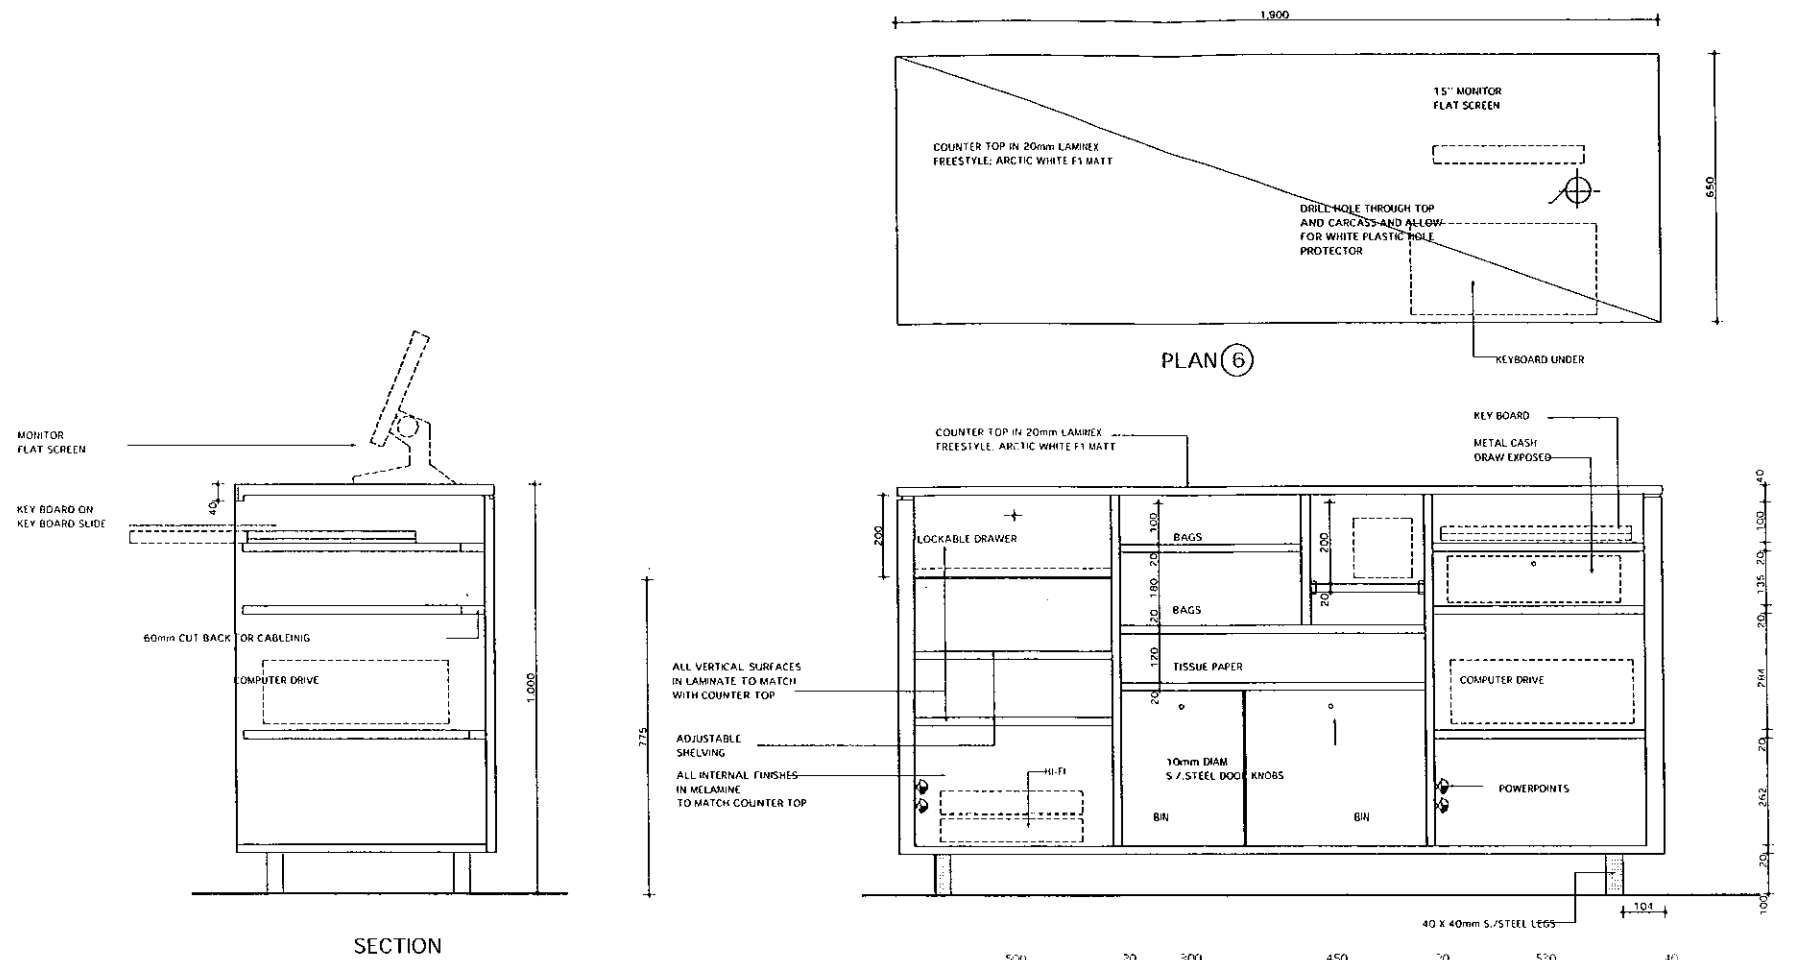 1,900
15" MONITOR
FLAT SCREEN
COUNTER TOP IN 20mm LAMINEX
FREESTYLE; ARCTIC WHITE F1 MATT
650
DRILL HOLE THROUGH TOP
AND CARCASS AND ALLOW
FOR WHITE PLASTIC HOLE
PROTECTOR
PLAN 6
KEYBOARD UNDER
MONITOR
FLAT SCREEN
40
KEY BOARD ON
KEY BOARD SLIDE
60mm CUT BACK FOR CABLEINIG
COMPUTER DRIVE
1,000
SECTION
COUNTER TOP IN 20mm LAMINEX
FREESTYLE; ARCTIC WHITE F1 MATT
KEY BOARD
METAL CASH
DRAW EXPOSED
200
LOCKABLE DRAWER
100
BAGS
20
180
BAGS
20
120
TISSUE PAPER
20
200
20
775
ALL VERTICAL SURFACES
IN LAMINATE TO MATCH
WITH COUNTER TOP
ADJUSTABLE
SHELVING
ALL INTERNAL FINISHES
IN MELAMINE
TO MATCH COUNTER TOP
HI-FI
10mm DIAM
S/.STEEL DOOR KNOBS
BIN
BIN
COMPUTER DRIVE
POWERPOINTS
40
100
20
135
20
284
20
262
20
100
104
40 X 40mm S./STEEL LEGS
20
300
450
20
520
40